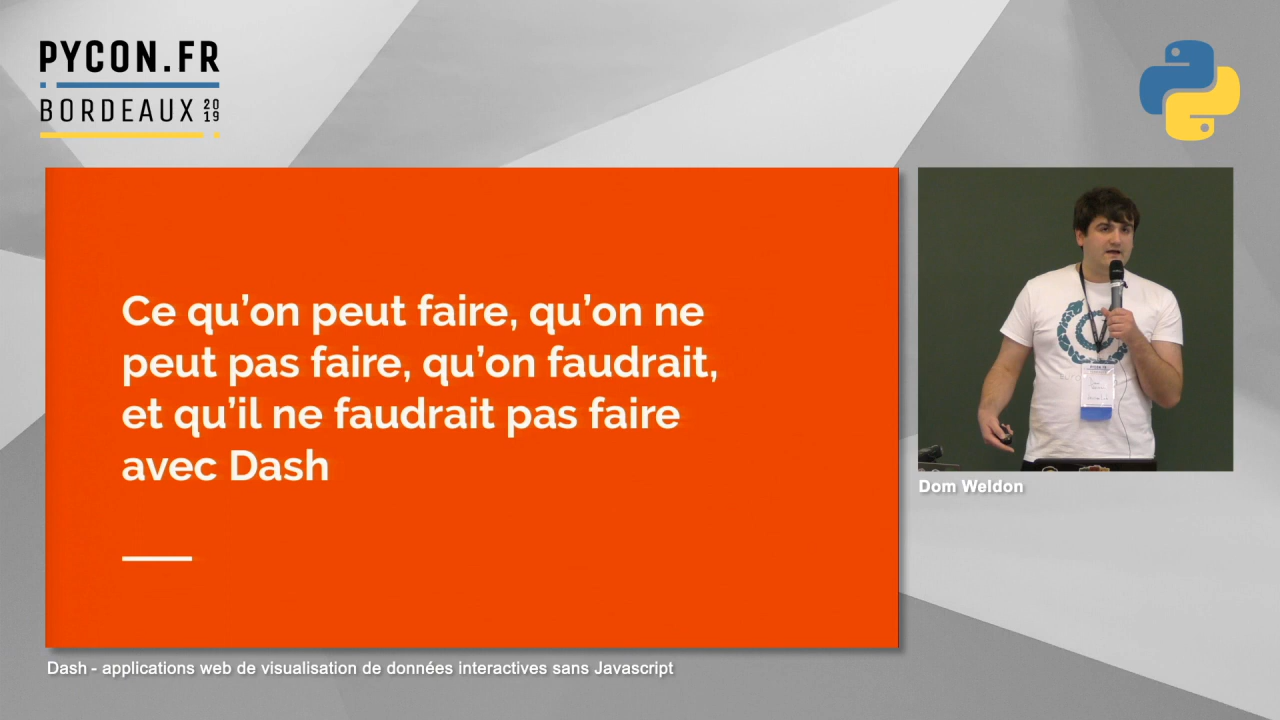 PYCON.FR
BORDEAUX 2019
Ce qu'on peut faire, qu'on ne
peut pas faire, qu'on faudrait,
et qu'il ne faudrait pas faire
avec Dash
Dom Weldon
Dash - applications web de visualisation de données interactives sans Javascript